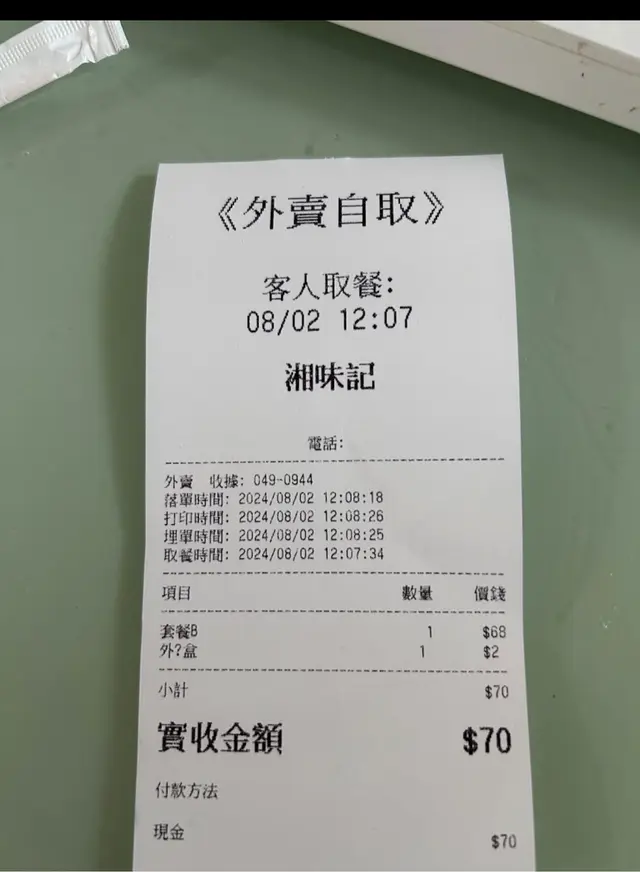 《外賣自取》
客人取餐:
08/02 12:07
湘味記
電話:
外賣 收據: 049-0944
落單時間: 2024/08/02 12:08:18
打印時間: 2024/08/02 12:08:26
埋單時間: 2024/08/02 12:08:25
取餐時間: 2024/08/02 12:07:34
項目 數量 價錢
套餐B 1 $68
外?盒 1 $2
小計 $70
實收金額 $70
付款方法
現金 $70